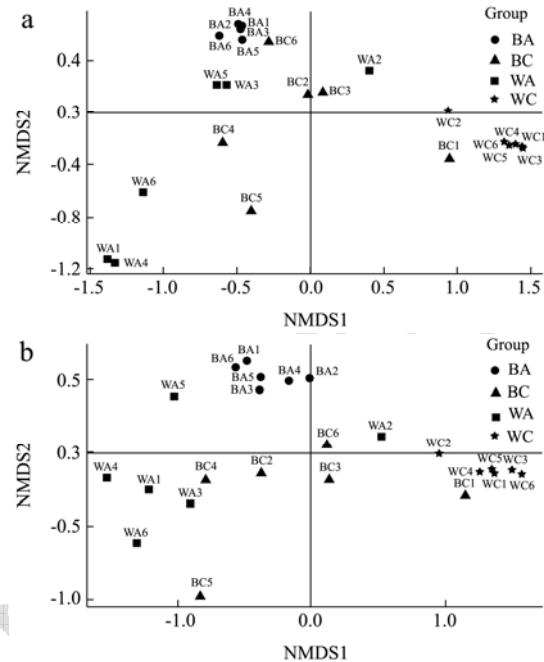 a
Group
BA
BC
WA
WC
BA4
BA2 BA1
BA3
BA6 BC6
BA5
0.4
WA2
WA5 WA3
BC2 BC3
0.3
WC2
BC4
WC4
WC1
WC6
BC1 WC5 WC3
-0.4
WA6
BC5
-0.8
WA1 WA4
-1.2
-1.5 -1.0 -0.5 0.0 0.5 1.0 1.5
NMDS2
NMDS1
b
Group
BA
BC
WA
WC
BA1
BA6
BA5 BA4 BA2
BA3
0.5
WA5
BC6 WA2
0.3
WC2
WC5 WC3
WA4 WA1 BC4 BC2 BC3 WC4 WC1 WC6
BC1
WA3
-0.5
WA6
BC5
-1.0
-1.0 0.0 1.0
NMDS2
NMDS1